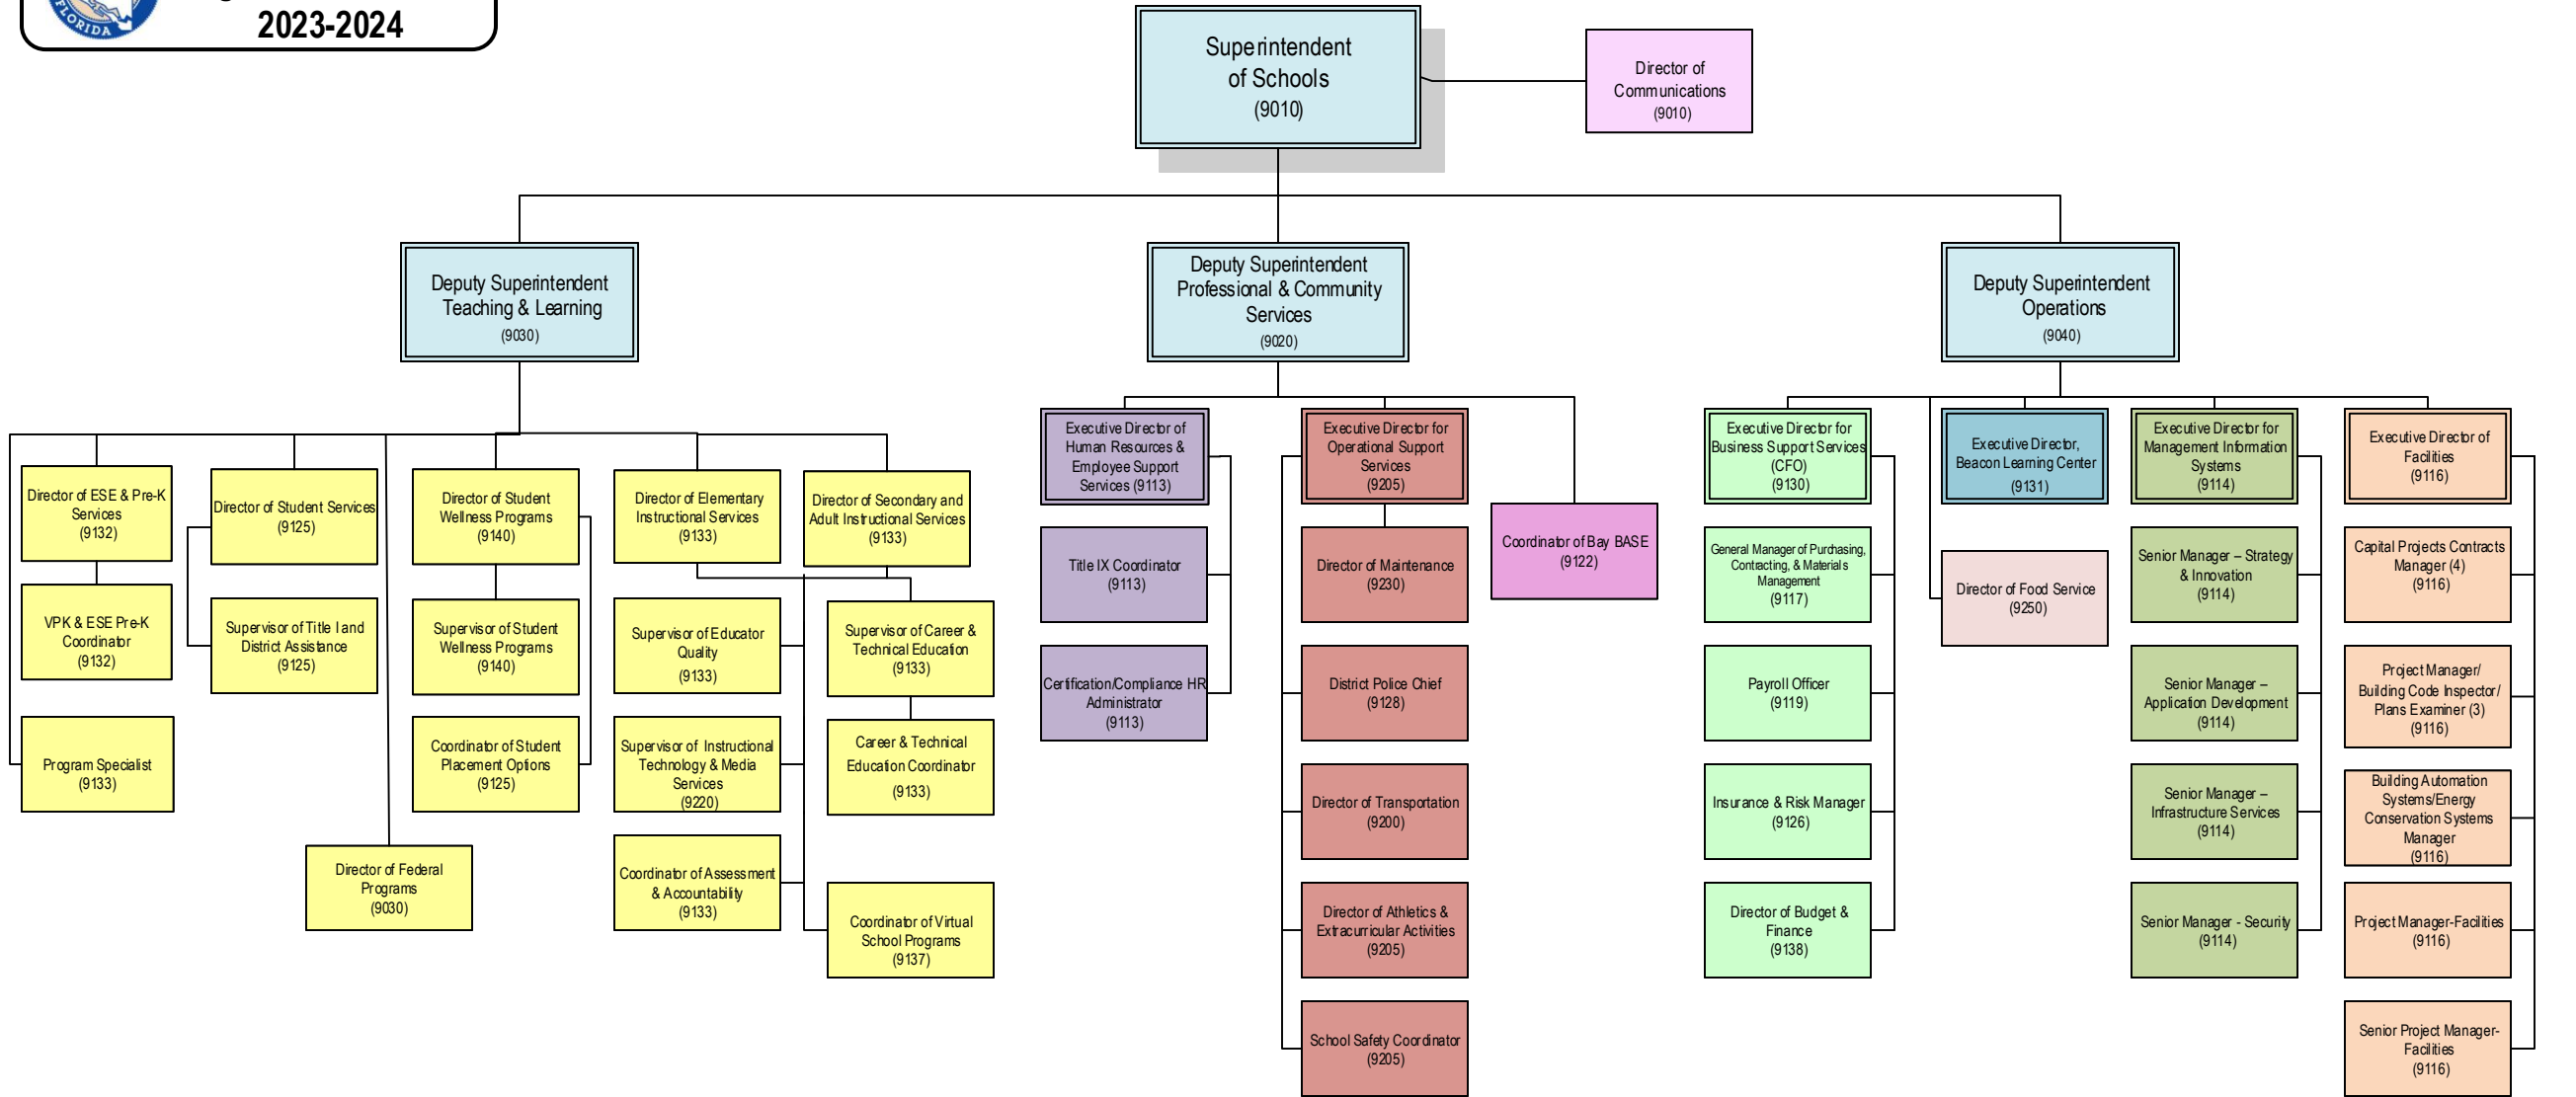 FLORIDA
2023-2024
Superintendent
of Schools
(9010)
Director of
Communications
(9010)
Deputy Superintendent
Teaching & Learning
(9030)
Deputy Superintendent
Professional & Community
Services
(9020)
Deputy Superintendent
Operations
(9040)
Director of ESE & Pre-K
Services
(9132)
VPK & ESE Pre-K
Coordinator
(9132)
Program Specialist
(9133)
Director of Student Services
(9125)
Supervisor of Title I and
District Assistance
(9125)
Director of Federal
Programs
(9030)
Director of Student
Wellness Programs
(9140)
Supervisor of Student
Wellness Programs
(9140)
Coordinator of Student
Placement Options
(9125)
Director of Elementary
Instructional Services
(9133)
Supervisor of Educator
Quality
(9133)
Supervisor of Instructional
Technology & Media
Services
(9220)
Coordinator of Assessment
& Accountability
(9133)
Director of Secondary and
Adult Instructional Services
(9133)
Supervisor of Career &
Technical Education
(9133)
Career & Technical
Education Coordinator
(9133)
Coordinator of Virtual
School Programs
(9137)
Executive Director of
Human Resources &
Employee Support
Services (9113)
Title IX Coordinator
(9113)
Certification/Compliance HR
Administrator
(9113)
Executive Director for
Operational Support
Services
(9205)
Director of Maintenance
(9230)
District Police Chief
(9128)
Director of Transportation
(9200)
Director of Athletics &
Extracurricular Activities
(9205)
School Safety Coordinator
(9205)
Coordinator of Bay BASE
(9122)
Executive Director for
Business Support Services
(CFO)
(9130)
General Manager of Purchasing,
Contracting, & Materials
Management
(9117)
Payroll Officer
(9119)
Insurance & Risk Manager
(9126)
Director of Budget &
Finance
(9138)
Executive Director,
Beacon Learning Center
(9131)
Director of Food Service
(9250)
Executive Director for
Management Information
Systems
(9114)
Senior Manager – Strategy
& Innovation
(9114)
Senior Manager –
Application Development
(9114)
Senior Manager –
Infrastructure Services
(9114)
Senior Manager - Security
(9114)
Executive Director of
Facilities
(9116)
Capital Projects Contracts
Manager (4)
(9116)
Project Manager/
Building Code Inspector/
Plans Examiner (3)
(9116)
Building Automation
Systems/Energy
Conservation Systems
Manager
(9116)
Project Manager-Facilities
(9116)
Senior Project Manager-
Facilities
(9116)